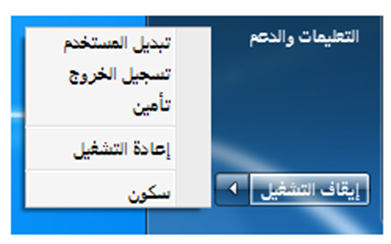 التعليمات والدعم
تبديل المستخدم
تسجيل الخروج
تأمين
إعادة التشغيل
سكون
إيقاف التشغيل